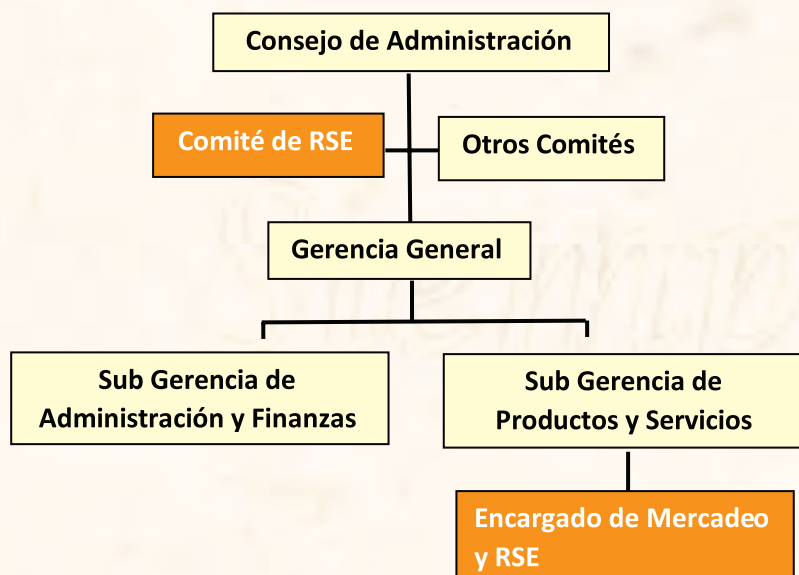 Consejo de Administración
Comité de RSE
Otros Comités
Gerencia General
Sub Gerencia de
Administración y Finanzas
Sub Gerencia de
Productos y Servicios
Encargado de Mercadeo
y RSE